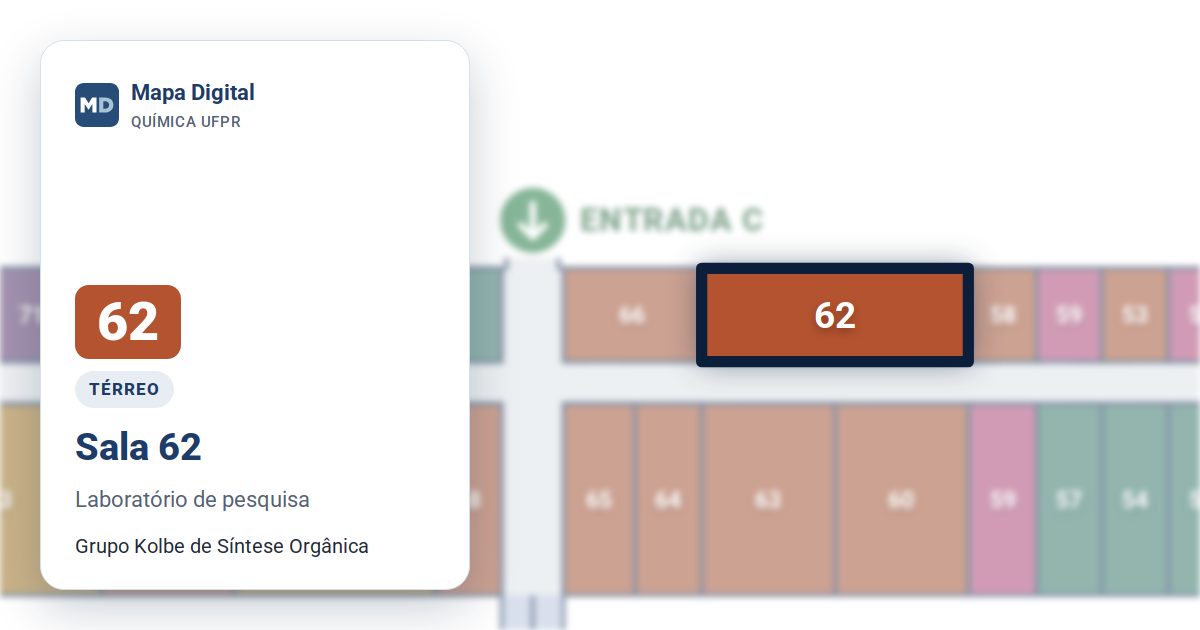 MD
Mapa Digital
QUÍMICA UFPR
62
TÉRREO
Sala 62
Laboratório de pesquisa
Grupo Kolbe de Síntese Orgânica
ENTRADA C
66
62
58
59
53
65
64
63
60
59
57
54